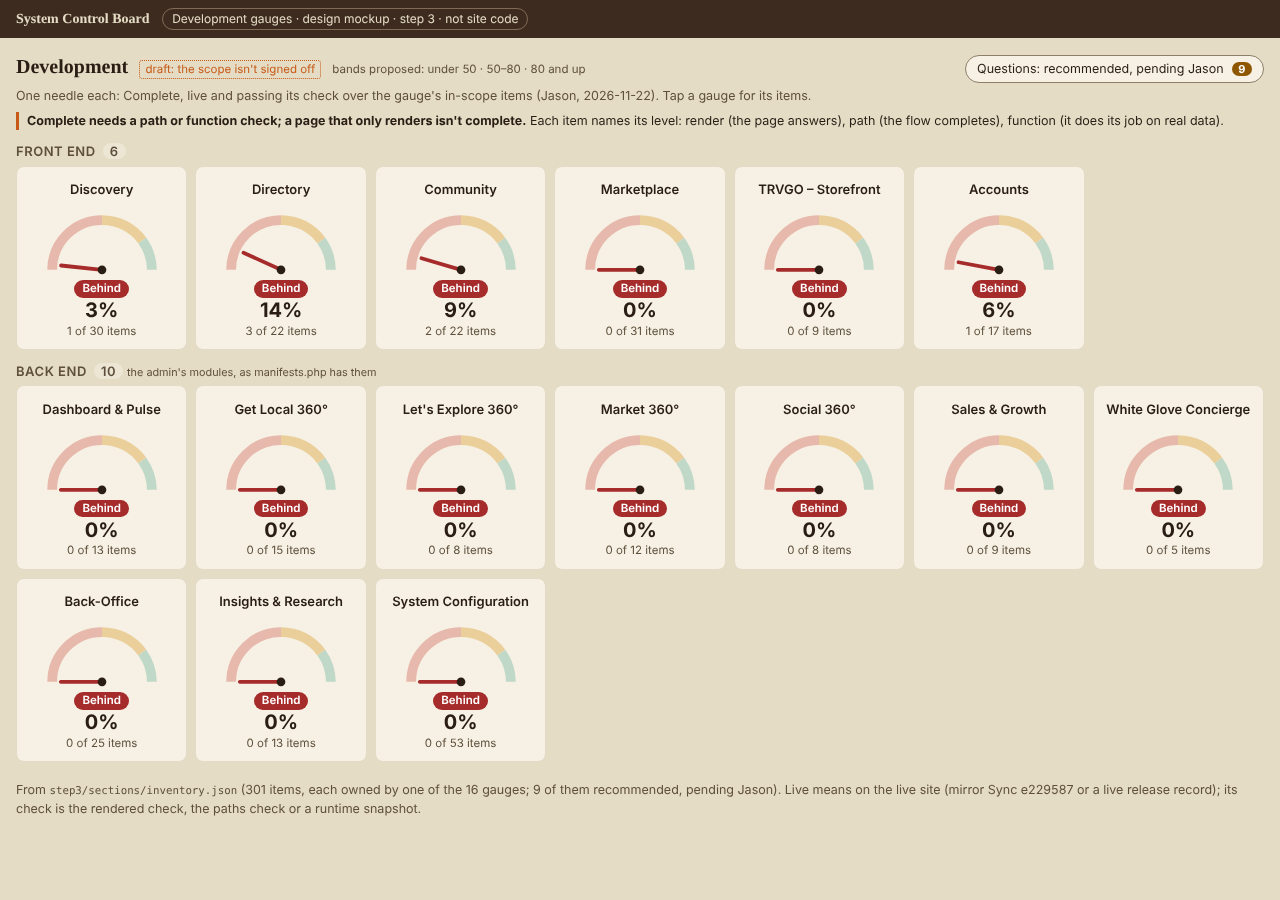 System Control Board
Development gauges · design mockup · step 3 · not site code
Development
draft: the scope isn't signed off
bands proposed: under 50 · 50–80 · 80 and up
Questions: recommended, pending Jason 9
One needle each: Complete, live and passing its check over the gauge's in-scope items (Jason, 2026-11-22). Tap a gauge for its items.
Complete needs a path or function check; a page that only renders isn't complete. Each item names its level: render (the page answers), path (the flow completes), function (it does its job on real data).
FRONT END 6
Discovery
Behind
3%
1 of 30 items
Directory
Behind
14%
3 of 22 items
Community
Behind
9%
2 of 22 items
Marketplace
Behind
0%
0 of 31 items
TRVGO – Storefront
Behind
0%
0 of 9 items
Accounts
Behind
6%
1 of 17 items
BACK END 10 the admin's modules, as manifests.php has them
Dashboard & Pulse
Behind
0%
0 of 13 items
Get Local 360°
Behind
0%
0 of 15 items
Let's Explore 360°
Behind
0%
0 of 8 items
Market 360°
Behind
0%
0 of 12 items
Social 360°
Behind
0%
0 of 8 items
Sales & Growth
Behind
0%
0 of 9 items
White Glove Concierge
Behind
0%
0 of 5 items
Back-Office
Behind
0%
0 of 25 items
Insights & Research
Behind
0%
0 of 13 items
System Configuration
Behind
0%
0 of 53 items
From step3/sections/inventory.json (301 items, each owned by one of the 16 gauges; 9 of them recommended, pending Jason). Live means on the live site (mirror Sync e229587 or a live release record); its
check is the rendered check, the paths check or a runtime snapshot.